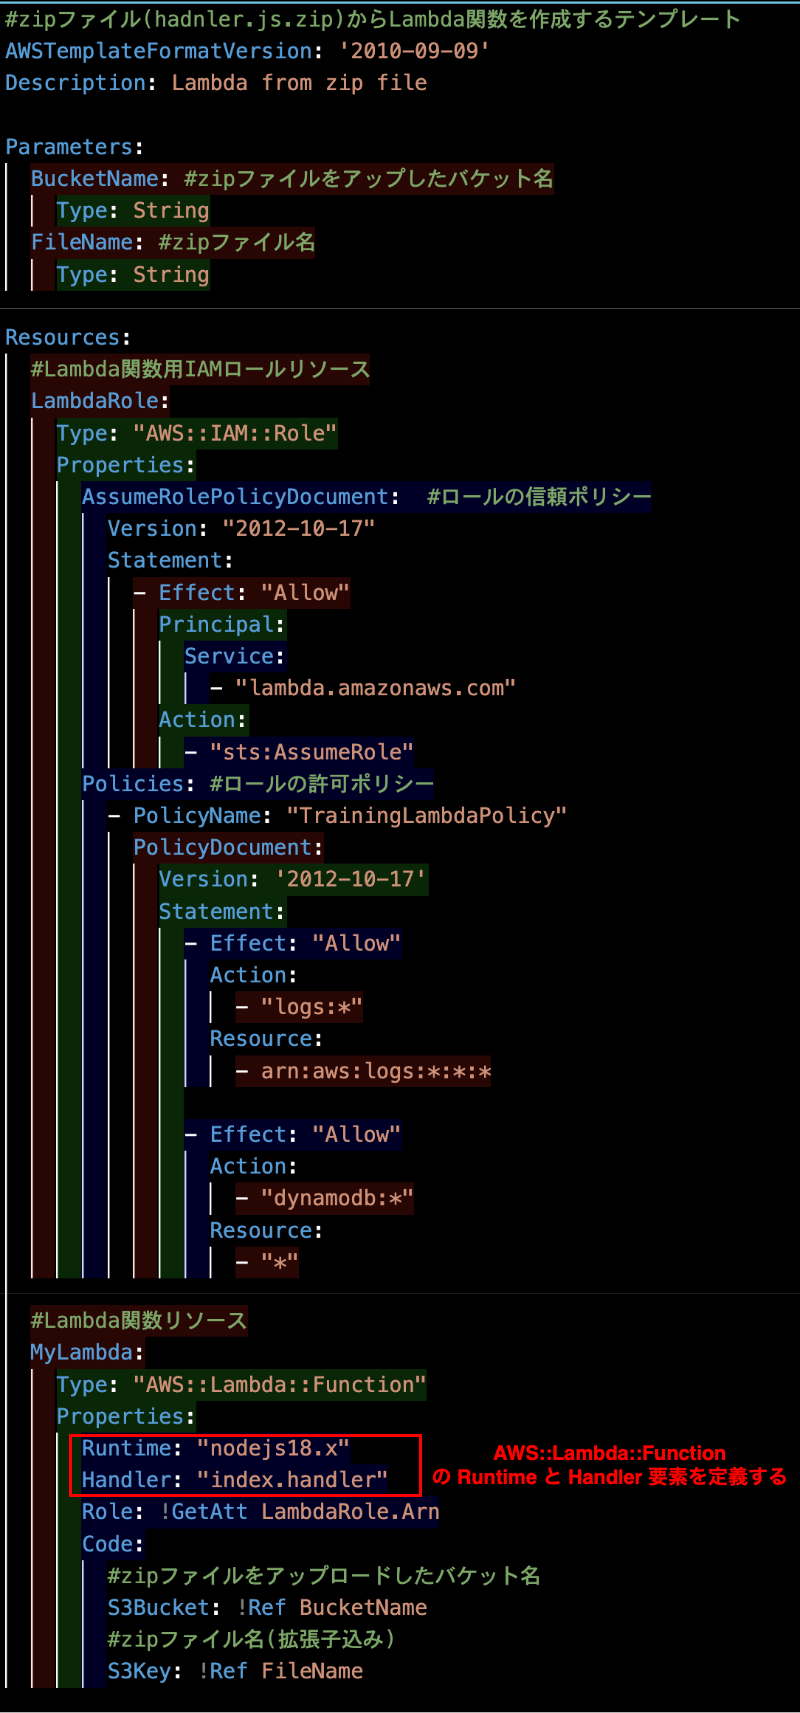 #zipファイル(hadnler.js.zip)からLambda関数を作成するテンプレート
AWSTemplateFormatVersion: '2010-09-09'
Description: Lambda from zip file
Parameters:
BucketName: #zipファイルをアップしたバケット名
Type: String
FileName: #zipファイル名
Type: String
Resources:
#Lambda関数用IAMロールリソース
LambdaRole:
Type: "AWS::IAM::Role"
Properties:
AssumeRolePolicyDocument:  #ロールの信頼ポリシー
Version: "2012-10-17"
Statement:
- Effect: "Allow"
Principal:
Service:
- "lambda.amazonaws.com"
Action:
- "sts:AssumeRole"
Policies: #ロールの許可ポリシー
- PolicyName: "TrainingLambdaPolicy"
PolicyDocument:
Version: '2012-10-17'
Statement:
- Effect: "Allow"
Action:
- "logs:*"
Resource:
- arn:aws:logs:*:*:*
- Effect: "Allow"
Action:
- "dynamodb:*"
Resource:
- "*"
#Lambda関数リソース
MyLambda:
Type: "AWS::Lambda::Function"
Properties:
Runtime: "nodejs18.x"
Handler: "index.handler"
AWS::Lambda::Function
の Runtime と Handler 要素を定義する
Role: !GetAtt LambdaRole.Arn
Code:
#zipファイルをアップロードしたバケット名
S3Bucket: !Ref BucketName
#zipファイル名(拡張子込み)
S3Key: !Ref FileName